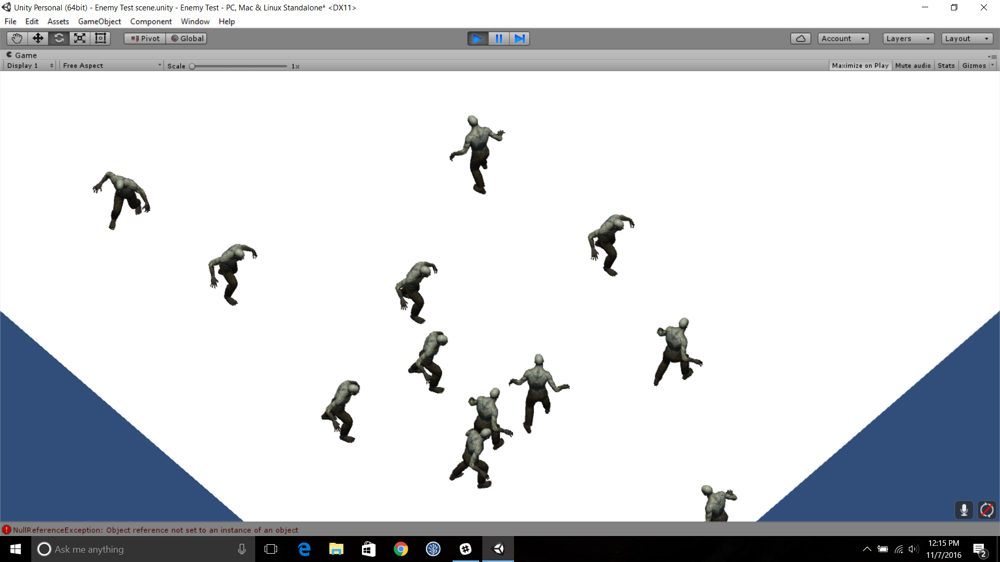 Unity Personal (64bit) - Enemy Test scene.unity - Enemy Test - PC, Mac & Linux Standalone* <DX11>
File Edit Assets GameObject Component Window Help
Pivot Global Account Layers Layout
Game
Display 1 Free Aspect Scale 1x Maximize on Play Mute audio Stats Gizmos
NullReferenceException: Object reference not set to an instance of an object
Ask me anything
12:15 PM
11/7/2016
2